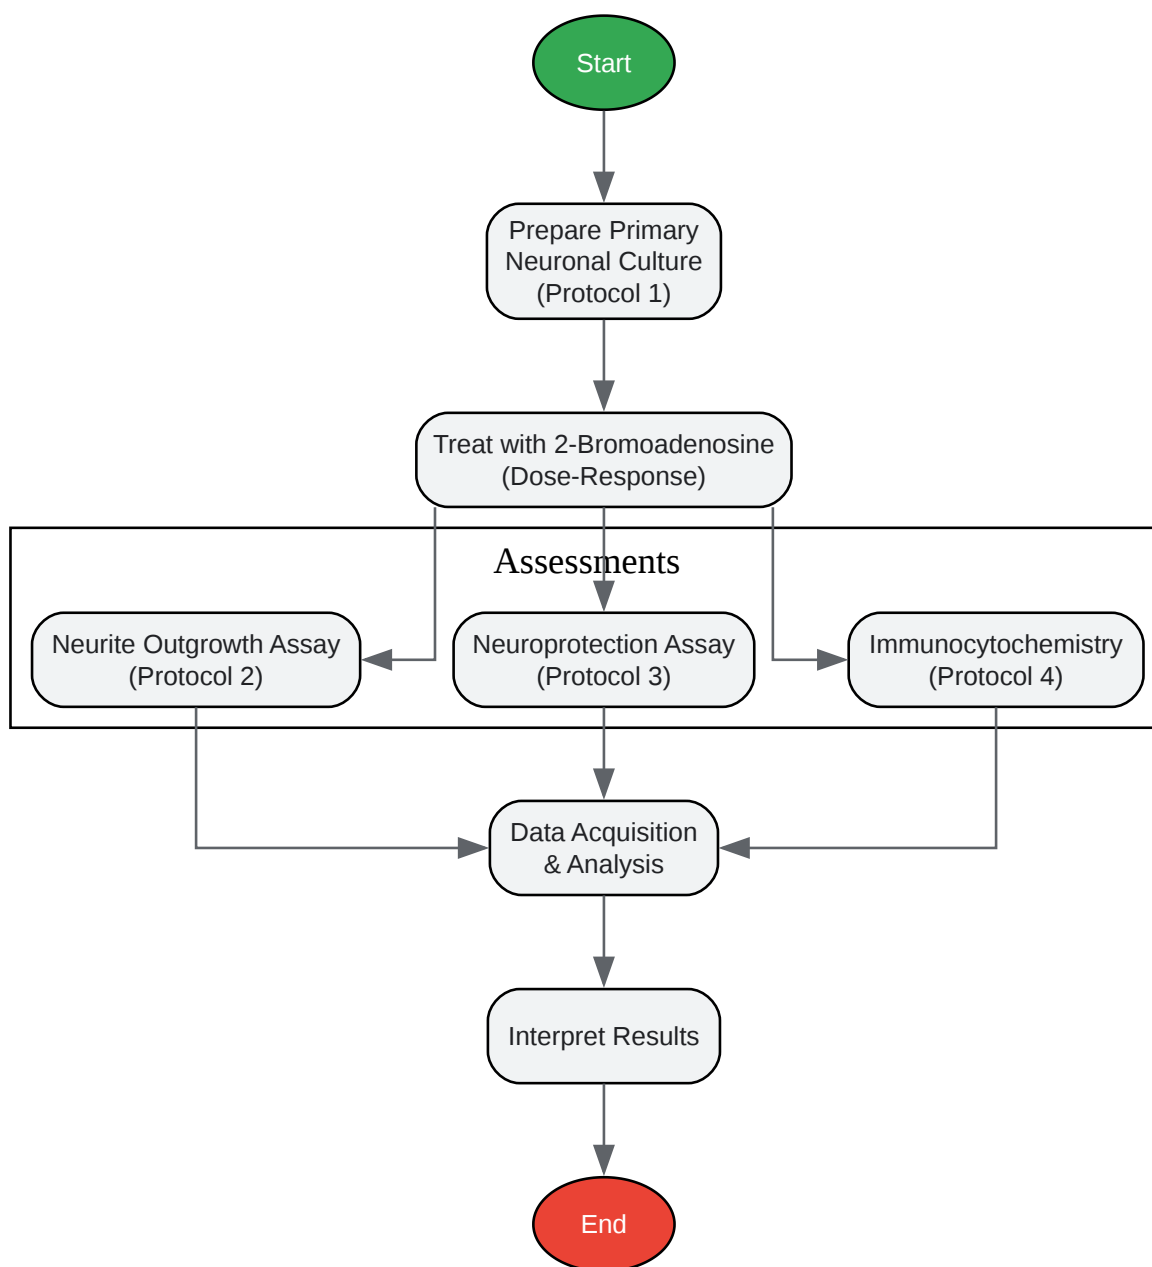 Start
Prepare Primary
Neuronal Culture
(Protocol 1)
Treat with 2-Bromoadenosine
(Dose-Response)
Assessments
Neurite Outgrowth Assay
(Protocol 2)
Neuroprotection Assay
(Protocol 3)
Immunocytochemistry
(Protocol 4)
Data Acquisition
& Analysis
Interpret Results
End